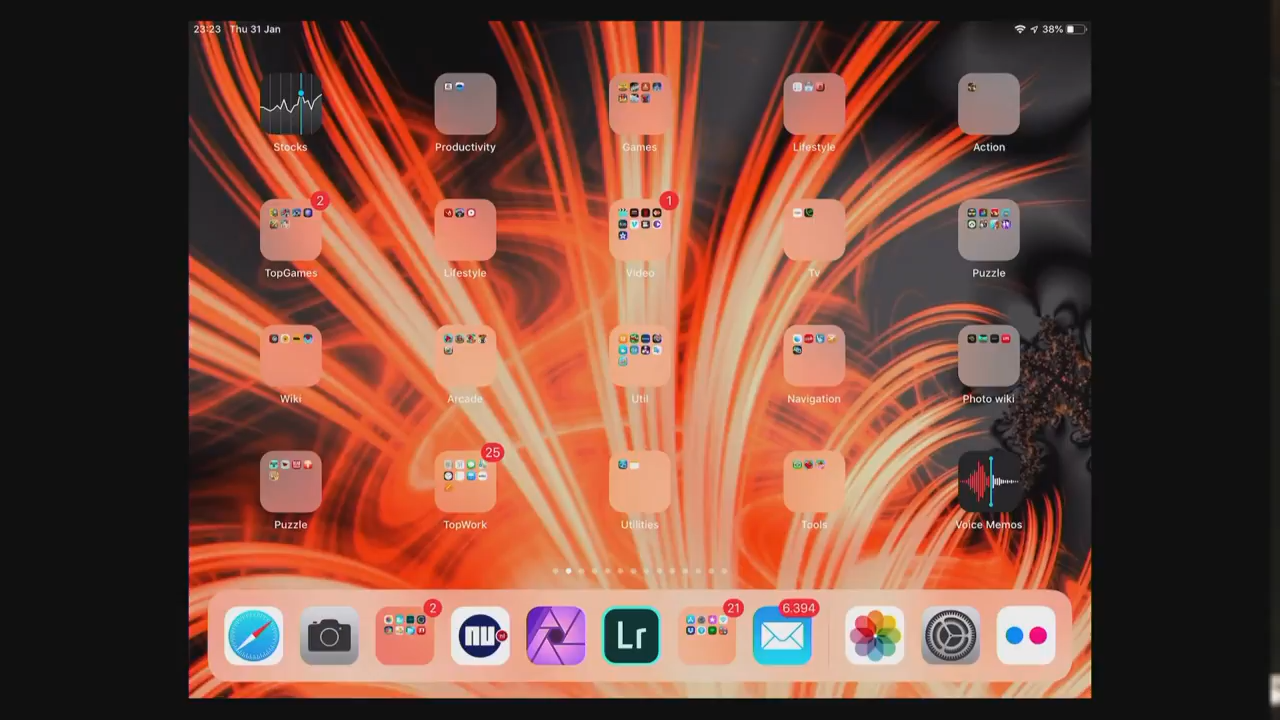 23:23 Thu 31 Jan
38%
Stocks
Productivity
Games
Lifestyle
Action
2
1
TopGames
Lifestyle
Video
Tv
Puzzle
Wiki
Arcade
Util
Navigation
Photo wiki
25
Puzzle
TopWork
Utilities
Tools
Voice Memos
2
21
6.394
NU
Lr